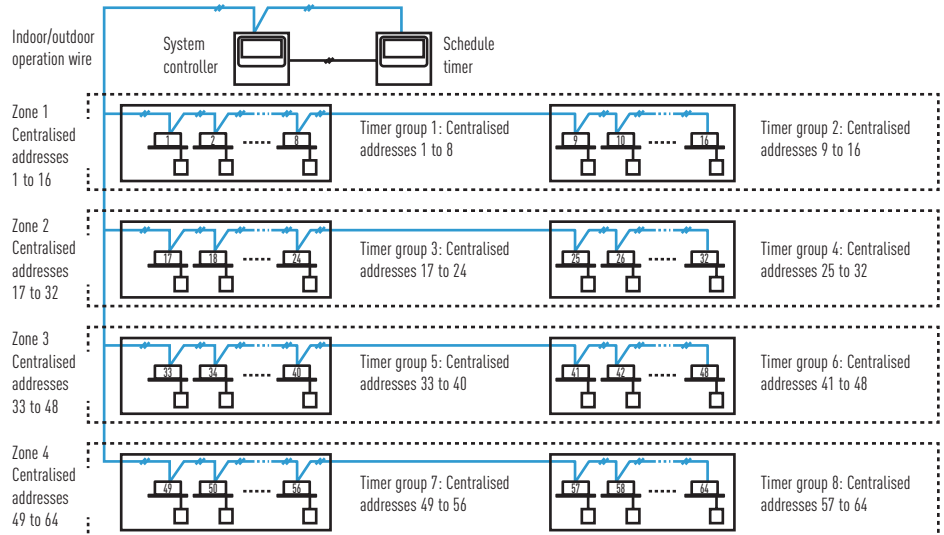 Indoor/outdoor
operation wire
System
controller
Schedule
timer
Zone 1
Centralised
addresses
1 to 16
1 2 8
Timer group 1: Centralised
addresses 1 to 8
9 10 16
Timer group 2: Centralised
addresses 9 to 16
Zone 2
Centralised
addresses
17 to 32
17 18 24
Timer group 3: Centralised
addresses 17 to 24
25 26 32
Timer group 4: Centralised
addresses 25 to 32
Zone 3
Centralised
addresses
33 to 48
33 34 40
Timer group 5: Centralised
addresses 33 to 40
41 42 48
Timer group 6: Centralised
addresses 41 to 48
Zone 4
Centralised
addresses
49 to 64
49 50 56
Timer group 7: Centralised
addresses 49 to 56
57 58 64
Timer group 8: Centralised
addresses 57 to 64